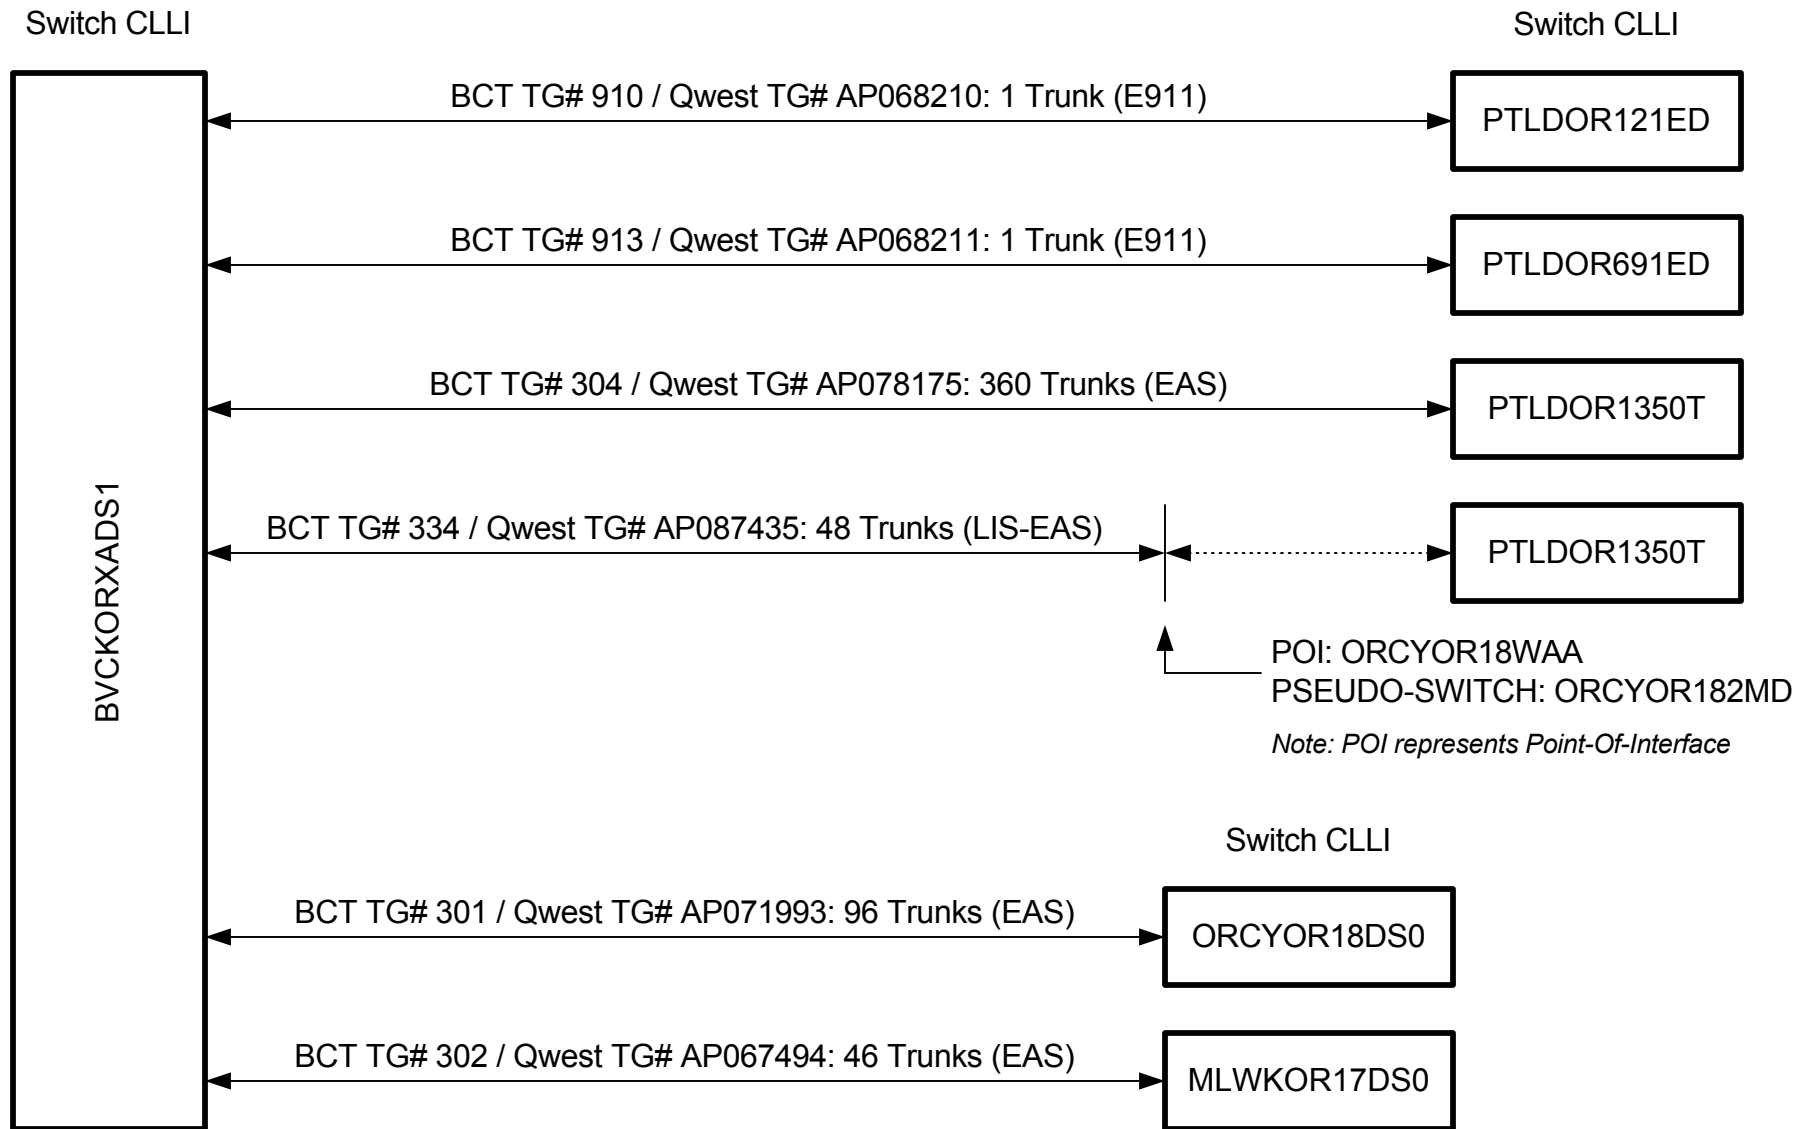 Switch CLLI
Switch CLLI
BCT TG# 910 / Qwest TG# AP068210: 1 Trunk (E911)
PTLDOR121ED
BCT TG# 913 / Qwest TG# AP068211: 1 Trunk (E911)
PTLDOR691ED
BCT TG# 304 / Qwest TG# AP078175: 360 Trunks (EAS)
PTLDOR1350T
BVCKORXADS1
BCT TG# 334 / Qwest TG# AP087435: 48 Trunks (LIS-EAS)
PTLDOR1350T
POI: ORCYOR18WAA
PSEUDO-SWITCH: ORCYOR182MD
Note: POI represents Point-Of-Interface
Switch CLLI
BCT TG# 301 / Qwest TG# AP071993: 96 Trunks (EAS)
ORCYOR18DS0
BCT TG# 302 / Qwest TG# AP067494: 46 Trunks (EAS)
MLWKOR17DS0